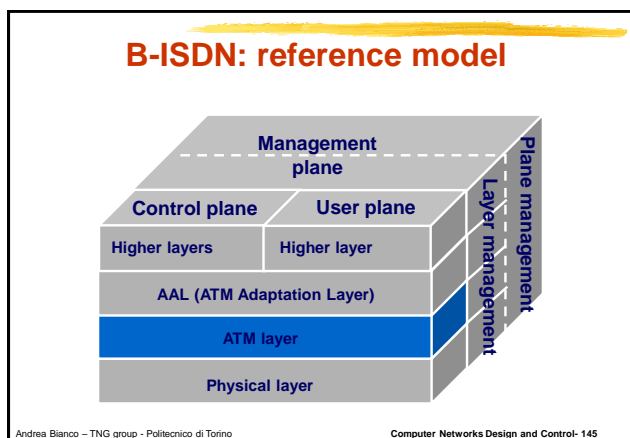 B-ISDN: reference model
Management
plane
Control plane
User plane
Higher layers
Higher layer
AAL (ATM Adaptation Layer)
ATM layer
Physical layer
Layer management
Plane management
Andrea Bianco – TNG group - Politecnico di Torino
Computer Networks Design and Control- 145